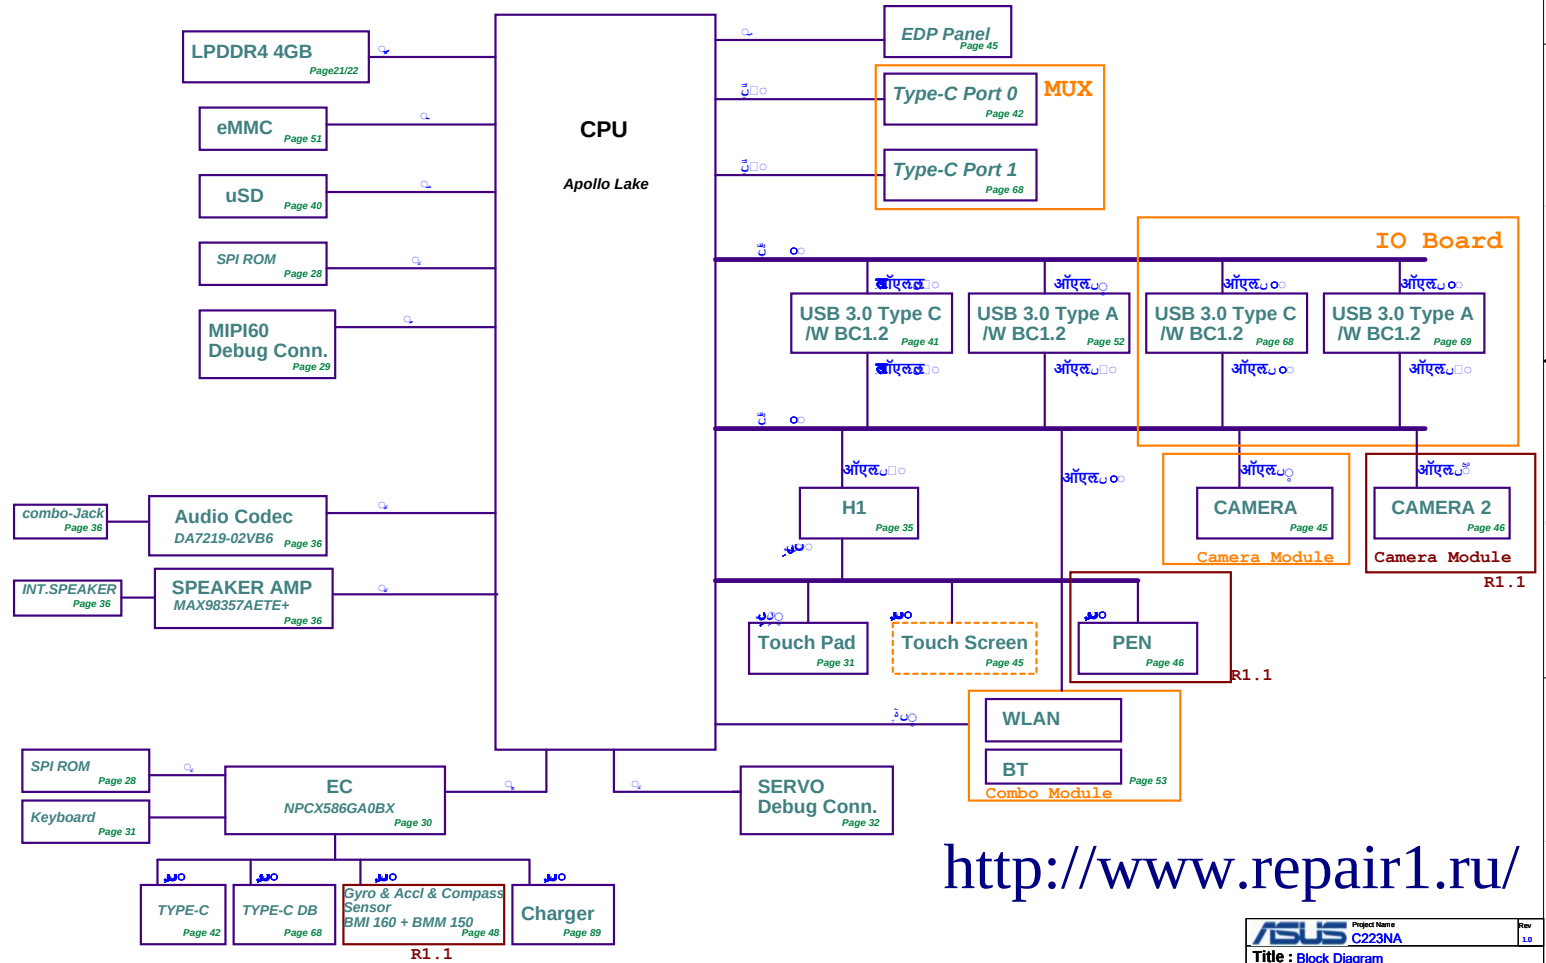 LPDDR4 4GB
Page21/22
eMMC
Page 51
uSD
Page 40
SPI ROM
Page 28
MIPI60
Debug Conn.
Page 29
CPU
Apollo Lake
EDP Panel
Page 45
MUX
Type-C Port 0
Page 42
Type-C Port 1
Page 68
IO Board
USB 3.0 Type C
/W BC1.2
Page 41
USB 3.0 Type A
/W BC1.2
Page 52
USB 3.0 Type C
/W BC1.2
Page 68
USB 3.0 Type A
/W BC1.2
Page 69
combo-Jack
Page 36
Audio Codec
DA7219-02VB6
Page 36
INT.SPEAKER
Page 36
SPEAKER AMP
MAX98357AETE+
Page 36
H1
Page 35
CAMERA
Page 45
Camera Module
CAMERA 2
Page 46
Camera Module
R1.1
Touch Pad
Page 31
Touch Screen
Page 45
PEN
Page 46
R1.1
WLAN
BT
Page 53
Combo Module
SPI ROM
Page 28
Keyboard
Page 31
EC
NPCX586GA0BX
Page 30
SERVO
Debug Conn.
Page 32
TYPE-C
Page 42
TYPE-C DB
Page 68
Gyro & Accl & Compass
Sensor
BMI 160 + BMM 150
Page 48
R1.1
Charger
Page 89
http://www.repair1.ru/
ASUS
Project Name
C223NA
Rev
1.0
Title : Block Diagram